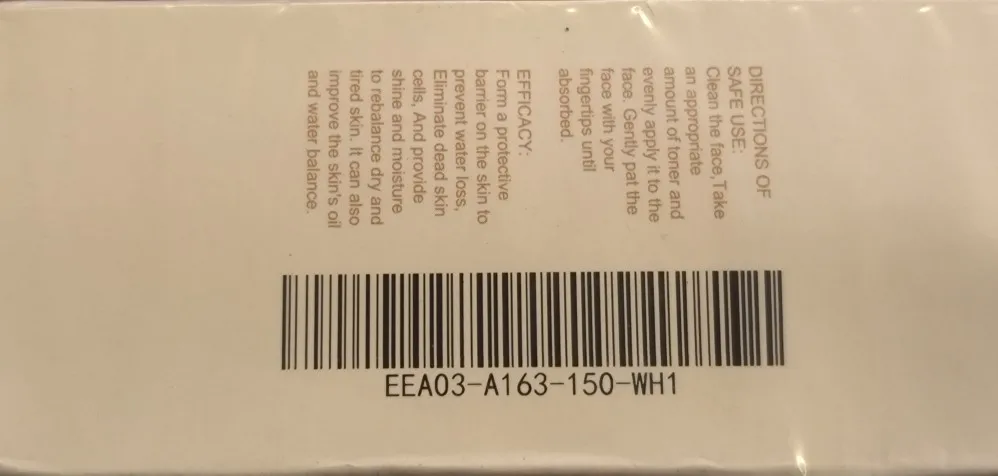 DIRECTIONS OF
SAFE USE:
Clean the face,Take
an appropriate
amount of toner and
evenly apply it to the
face. Gently pat the
face with your
fingertips until
absorbed.
EFFICACY:
Form a protective
barrier on the skin to
prevent water loss,
Eliminate dead skin
cells, And provide
shine and moisture
to rebalance dry and
tired skin. It can also
improve the skin's oil
and water balance.
EEA03-A163-150-WH1